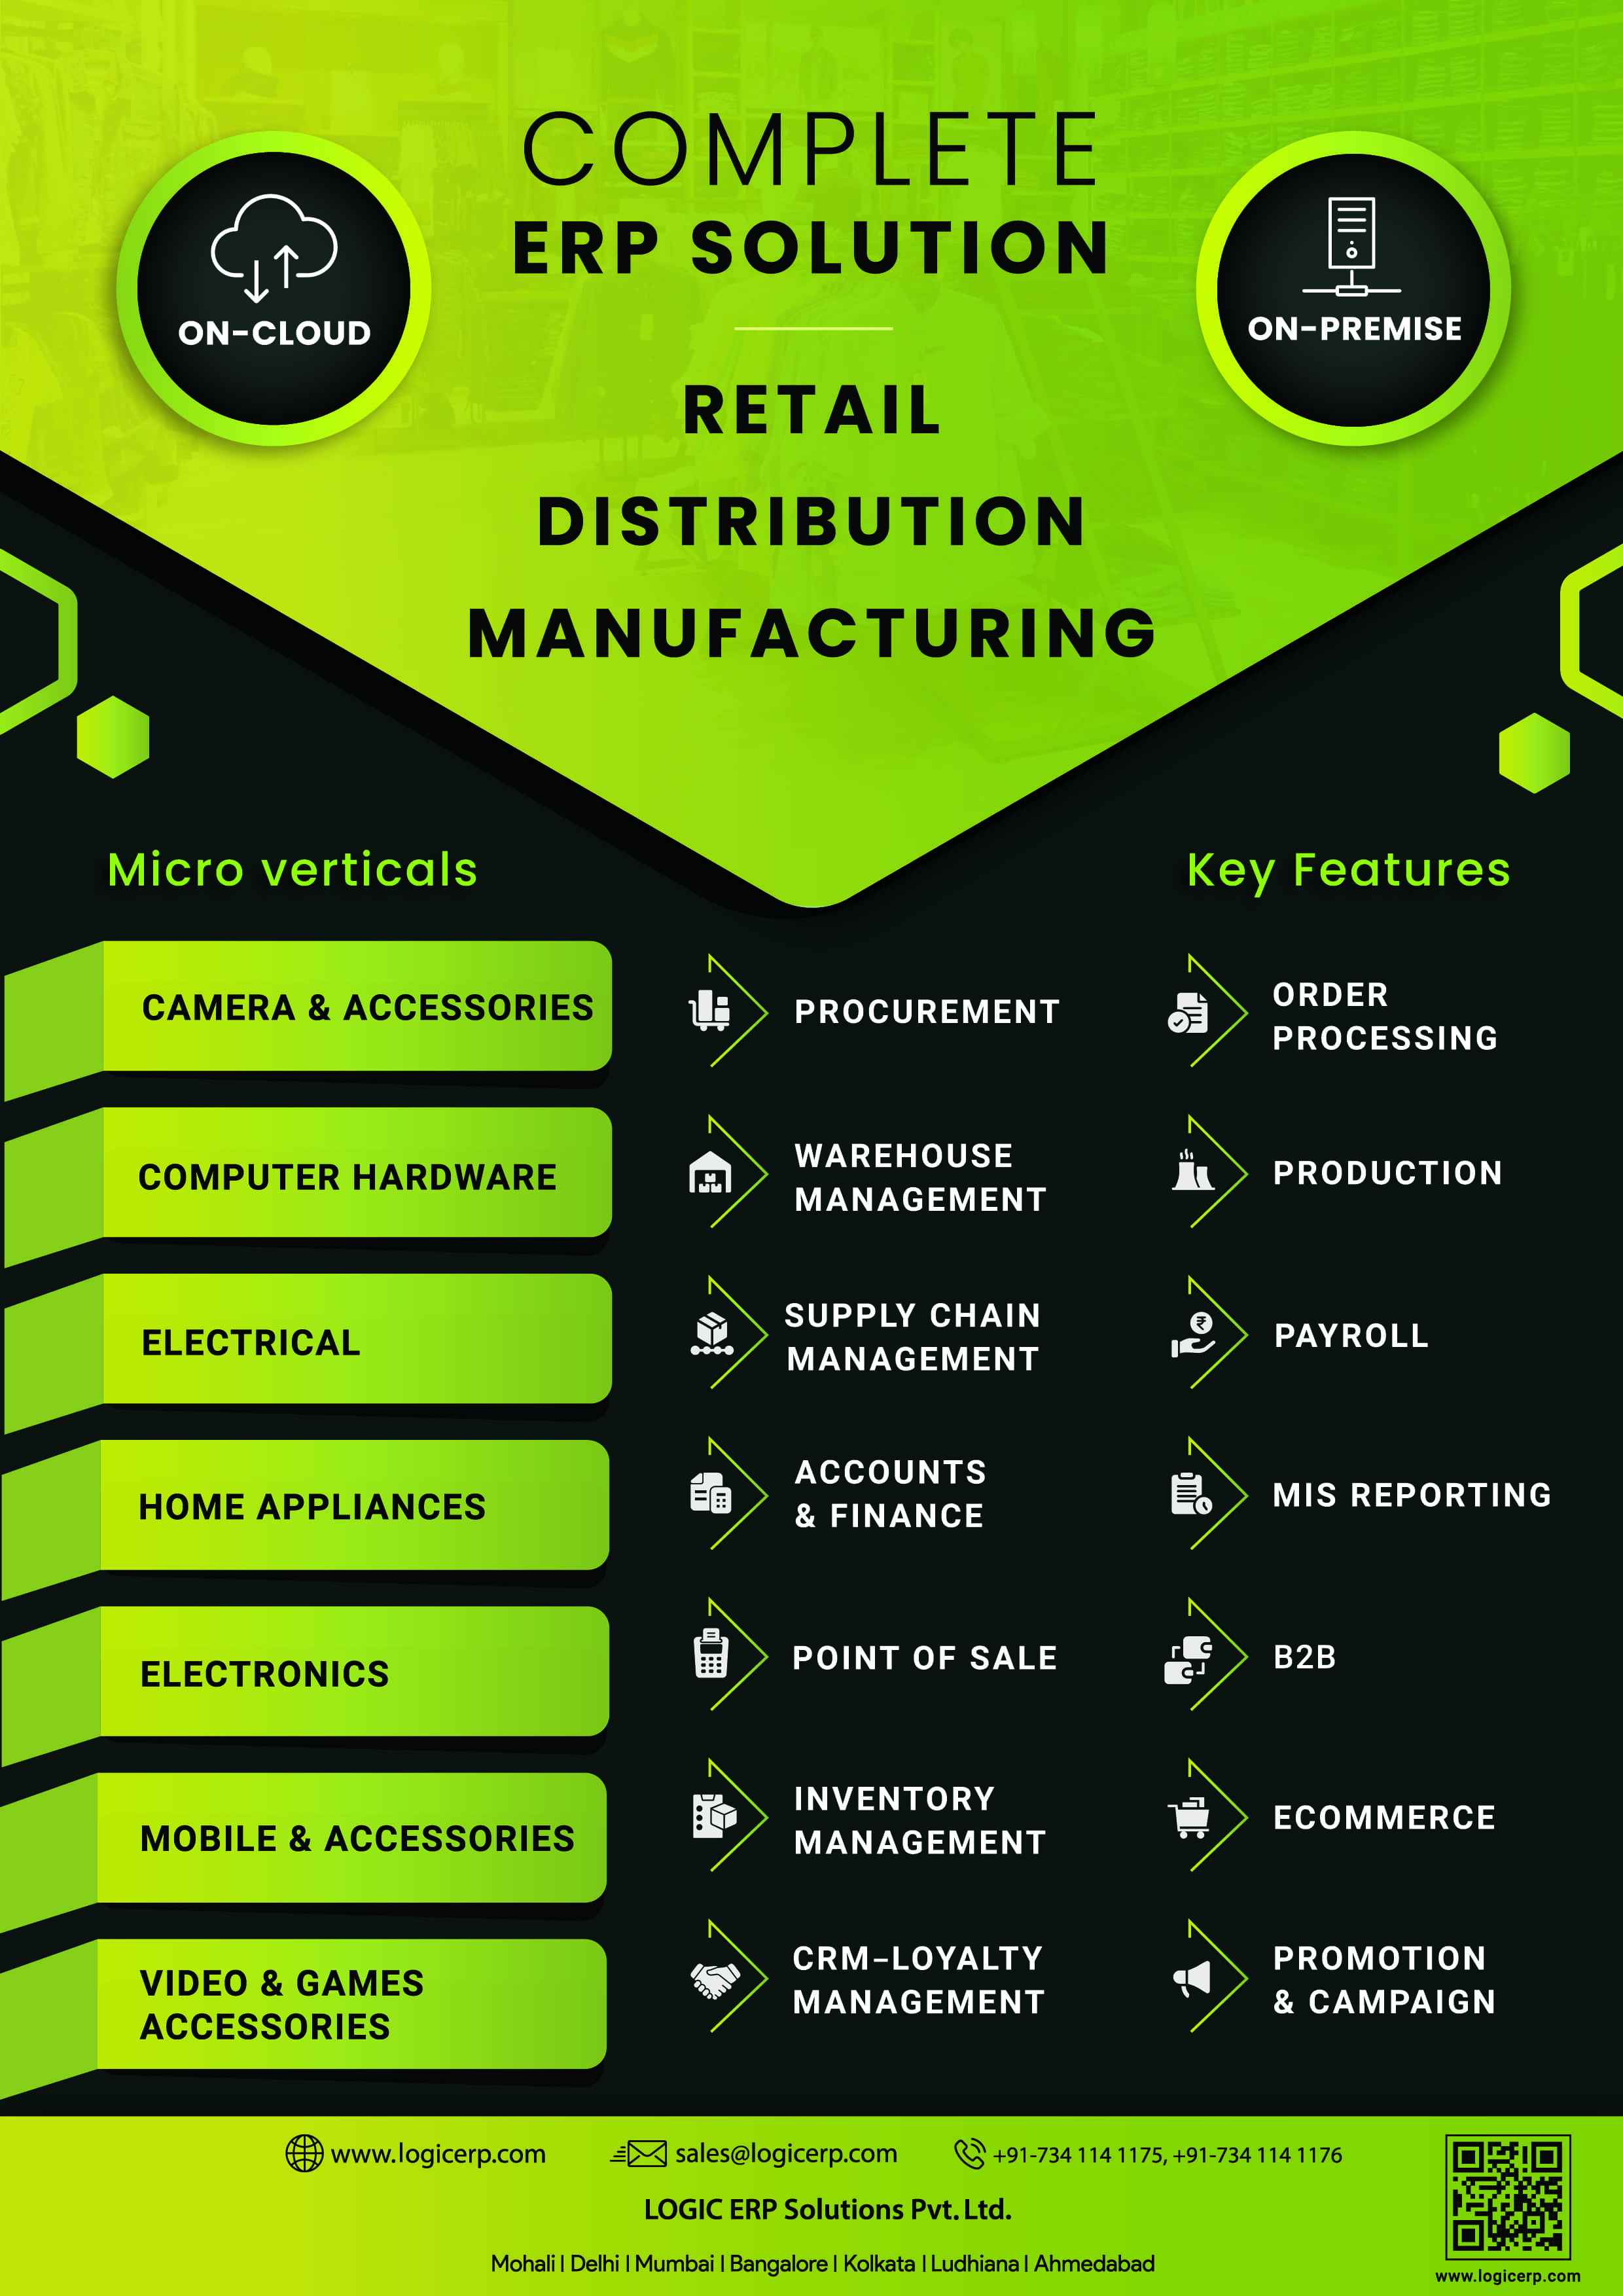 COMPLETE
ERP SOLUTION
ON-CLOUD
ON-PREMISE
RETAIL
DISTRIBUTION
MANUFACTURING
Micro verticals
CAMERA & ACCESSORIES
COMPUTER HARDWARE
ELECTRICAL
HOME APPLIANCES
ELECTRONICS
MOBILE & ACCESSORIES
VIDEO & GAMES
ACCESSORIES
Key Features
PROCUREMENT
WAREHOUSE
MANAGEMENT
SUPPLY CHAIN
MANAGEMENT
ACCOUNTS
& FINANCE
POINT OF SALE
INVENTORY
MANAGEMENT
CRM-LOYALTY
MANAGEMENT
ORDER
PROCESSING
PRODUCTION
₹
PAYROLL
MIS REPORTING
B2B
ECOMMERCE
PROMOTION
& CAMPAIGN
www.logicerp.com
sales@logicerp.com
+91-734 114 1175, +91-734 114 1176
LOGIC ERP Solutions Pvt. Ltd.
Mohali | Delhi | Mumbai | Bangalore | Kolkata | Ludhiana | Ahmedabad
www.logicerp.com